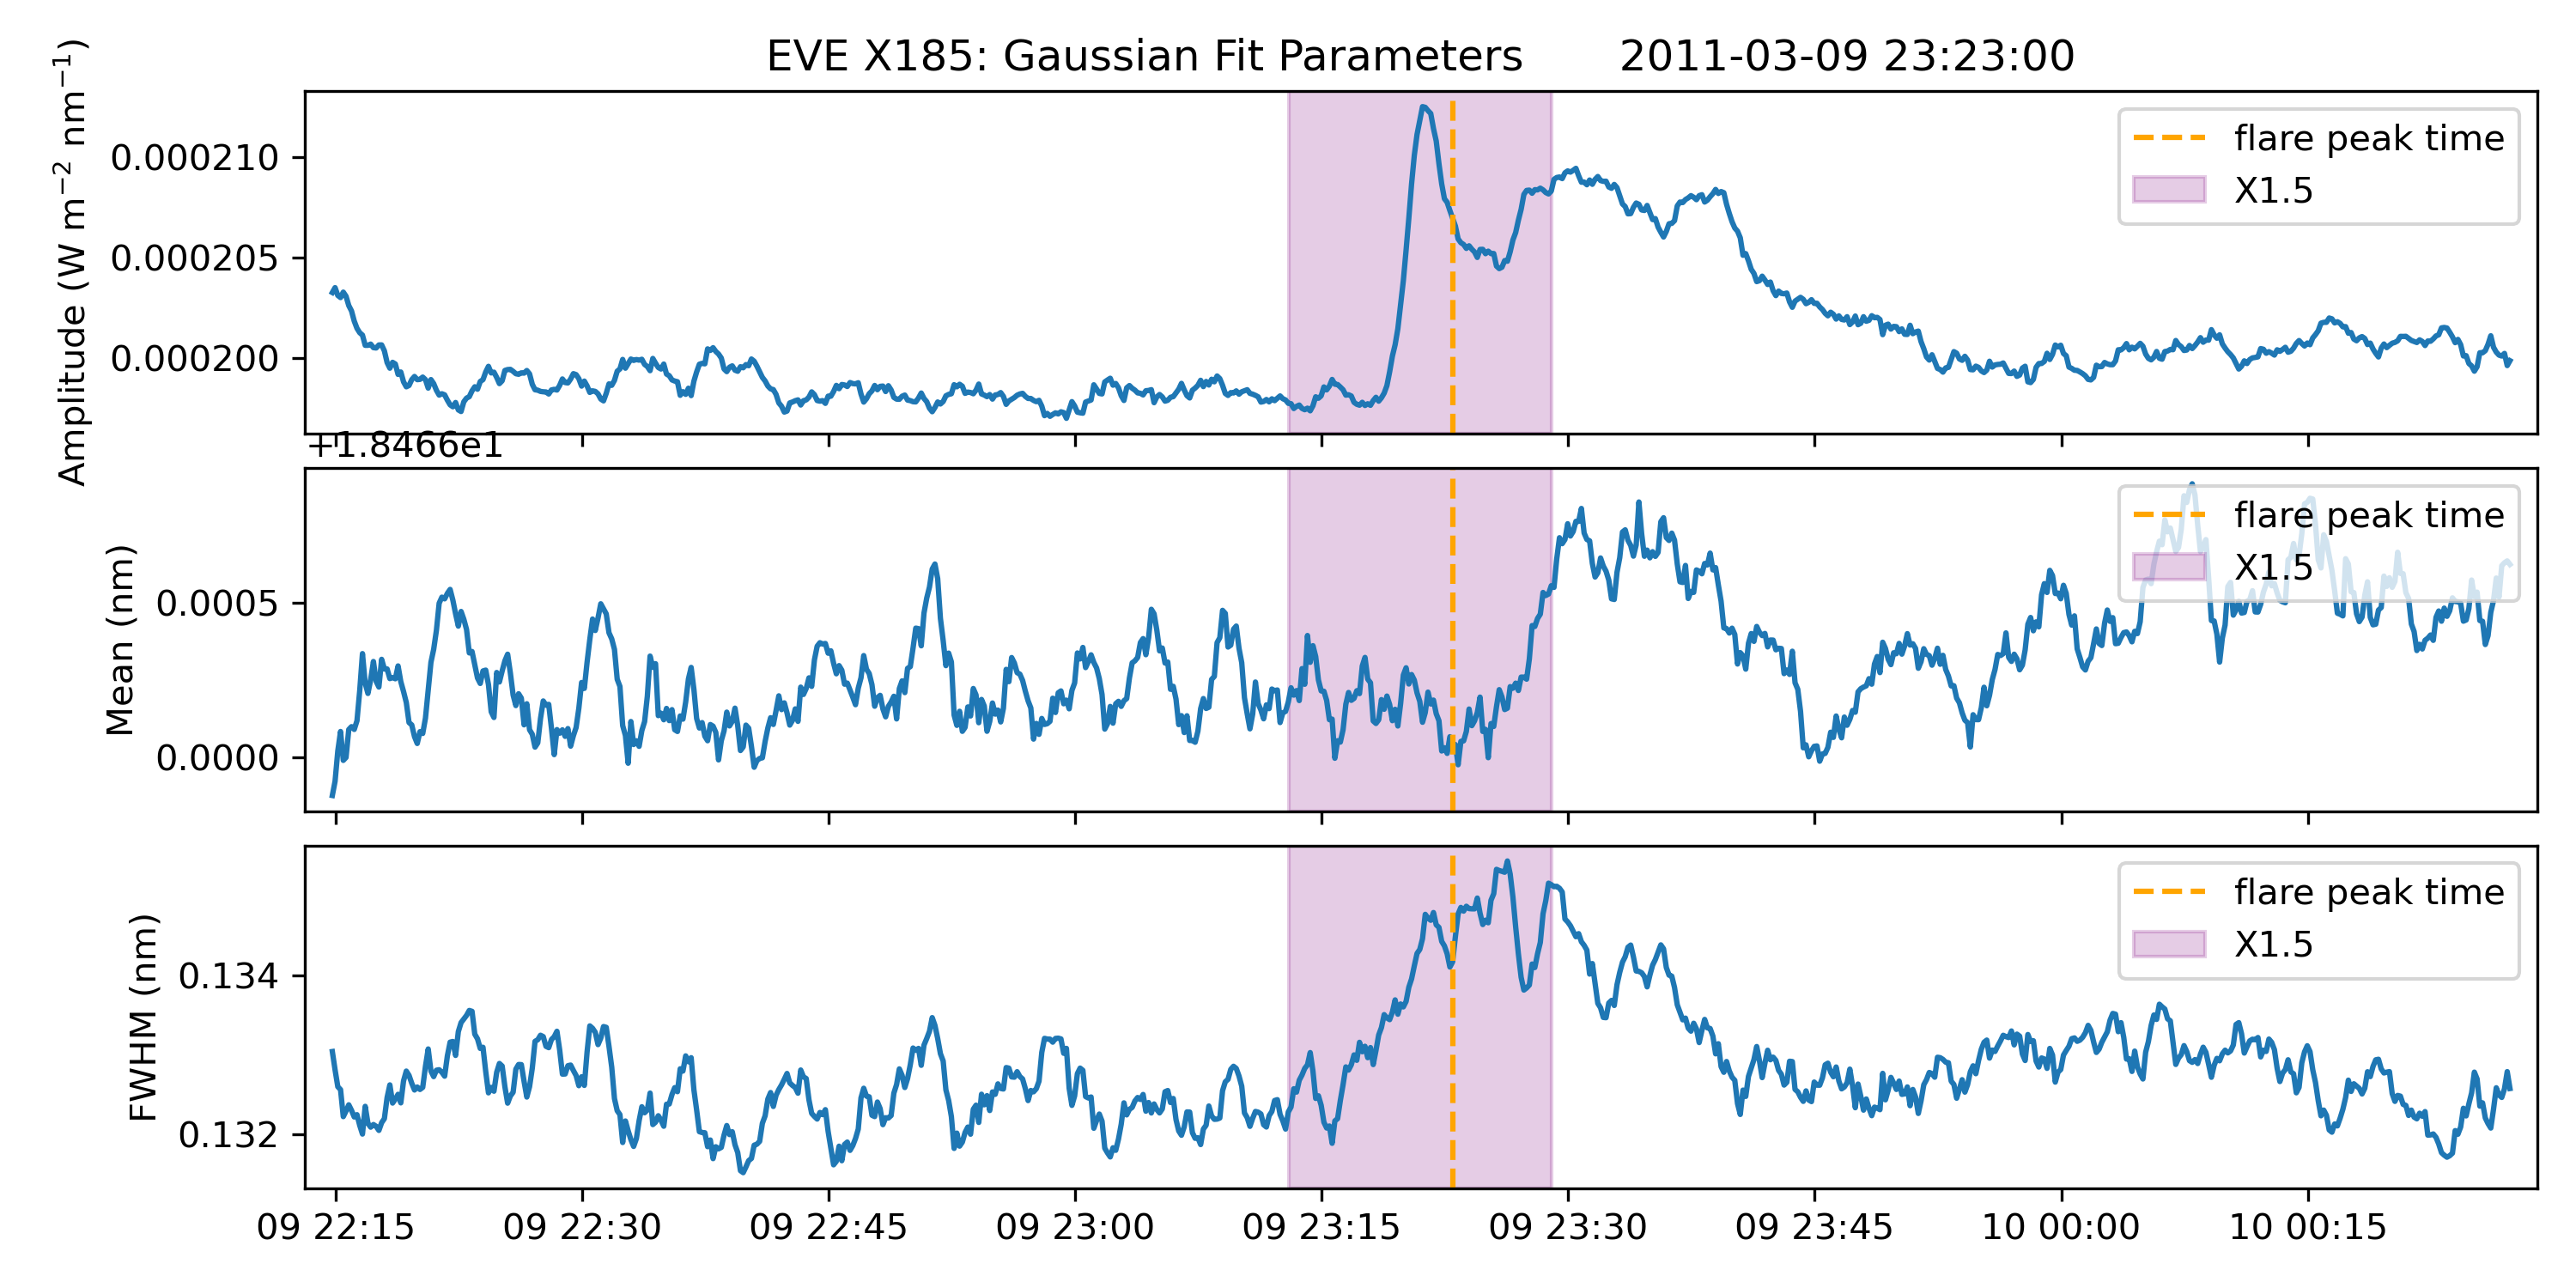 EVE X185: Gaussian Fit Parameters 2011-03-09 23:23:00
Amplitude (W m⁻² nm⁻¹)
0.000210
0.000205
0.000200
flare peak time
X1.5
+1.8466e1
Mean (nm)
0.0005
0.0000
flare peak time
X1.5
FWHM (nm)
0.134
0.132
flare peak time
X1.5
09 22:15 09 22:30 09 22:45 09 23:00 09 23:15 09 23:30 09 23:45 10 00:00 10 00:15